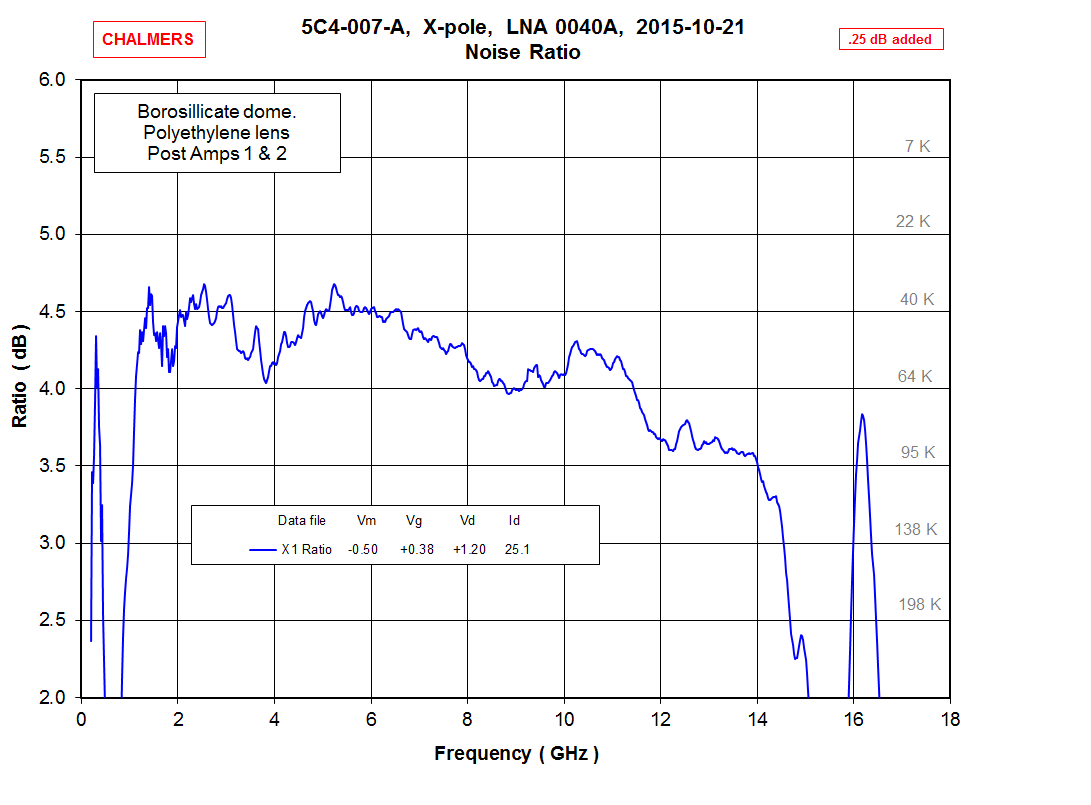 CHALMERS
5C4-007-A, X-pole, LNA 0040A, 2015-10-21
Noise Ratio
.25 dB added
Borosillicate dome.
Polyethylene lens
Post Amps 1 & 2
Ratio ( dB )
6.0
5.5
5.0
4.5
4.0
3.5
3.0
2.5
2.0
7 K
22 K
40 K
64 K
95 K
138 K
198 K
Data file Vm Vg Vd Id
X1 Ratio -0.50 +0.38 +1.20 25.1
0 2 4 6 8 10 12 14 16 18
Frequency ( GHz )